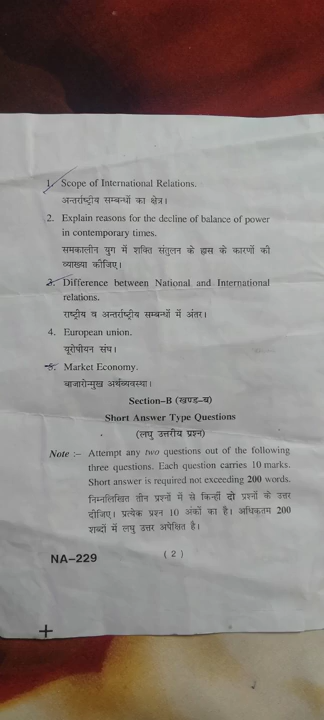 1. Scope of International Relations.
अन्तर्राष्ट्रीय सम्बन्धों का क्षेत्र।
2. Explain reasons for the decline of balance of power
in contemporary times.
समकालीन युग में शक्ति संतुलन के ह्रास के कारणों की
व्याख्या कीजिए।
3. Difference between National and International
relations.
राष्ट्रीय व अन्तर्राष्ट्रीय सम्बन्धों में अंतर।
4. European union.
यूरोपीयन संघ।
5. Market Economy.
बाजारोन्मुख अर्थव्यवस्था।
Section–B (खण्ड–ब)
Short Answer Type Questions
(लघु उत्तरीय प्रश्न)
Note :– Attempt any two questions out of the following
three questions. Each question carries 10 marks.
Short answer is required not exceeding 200 words.
निम्नलिखित तीन प्रश्नों में से किन्हीं दो प्रश्नों के उत्तर
दीजिए। प्रत्येक प्रश्न 10 अंकों का है। अधिकतम 200
शब्दों में लघु उत्तर अपेक्षित है।
NA–229 ( 2 )